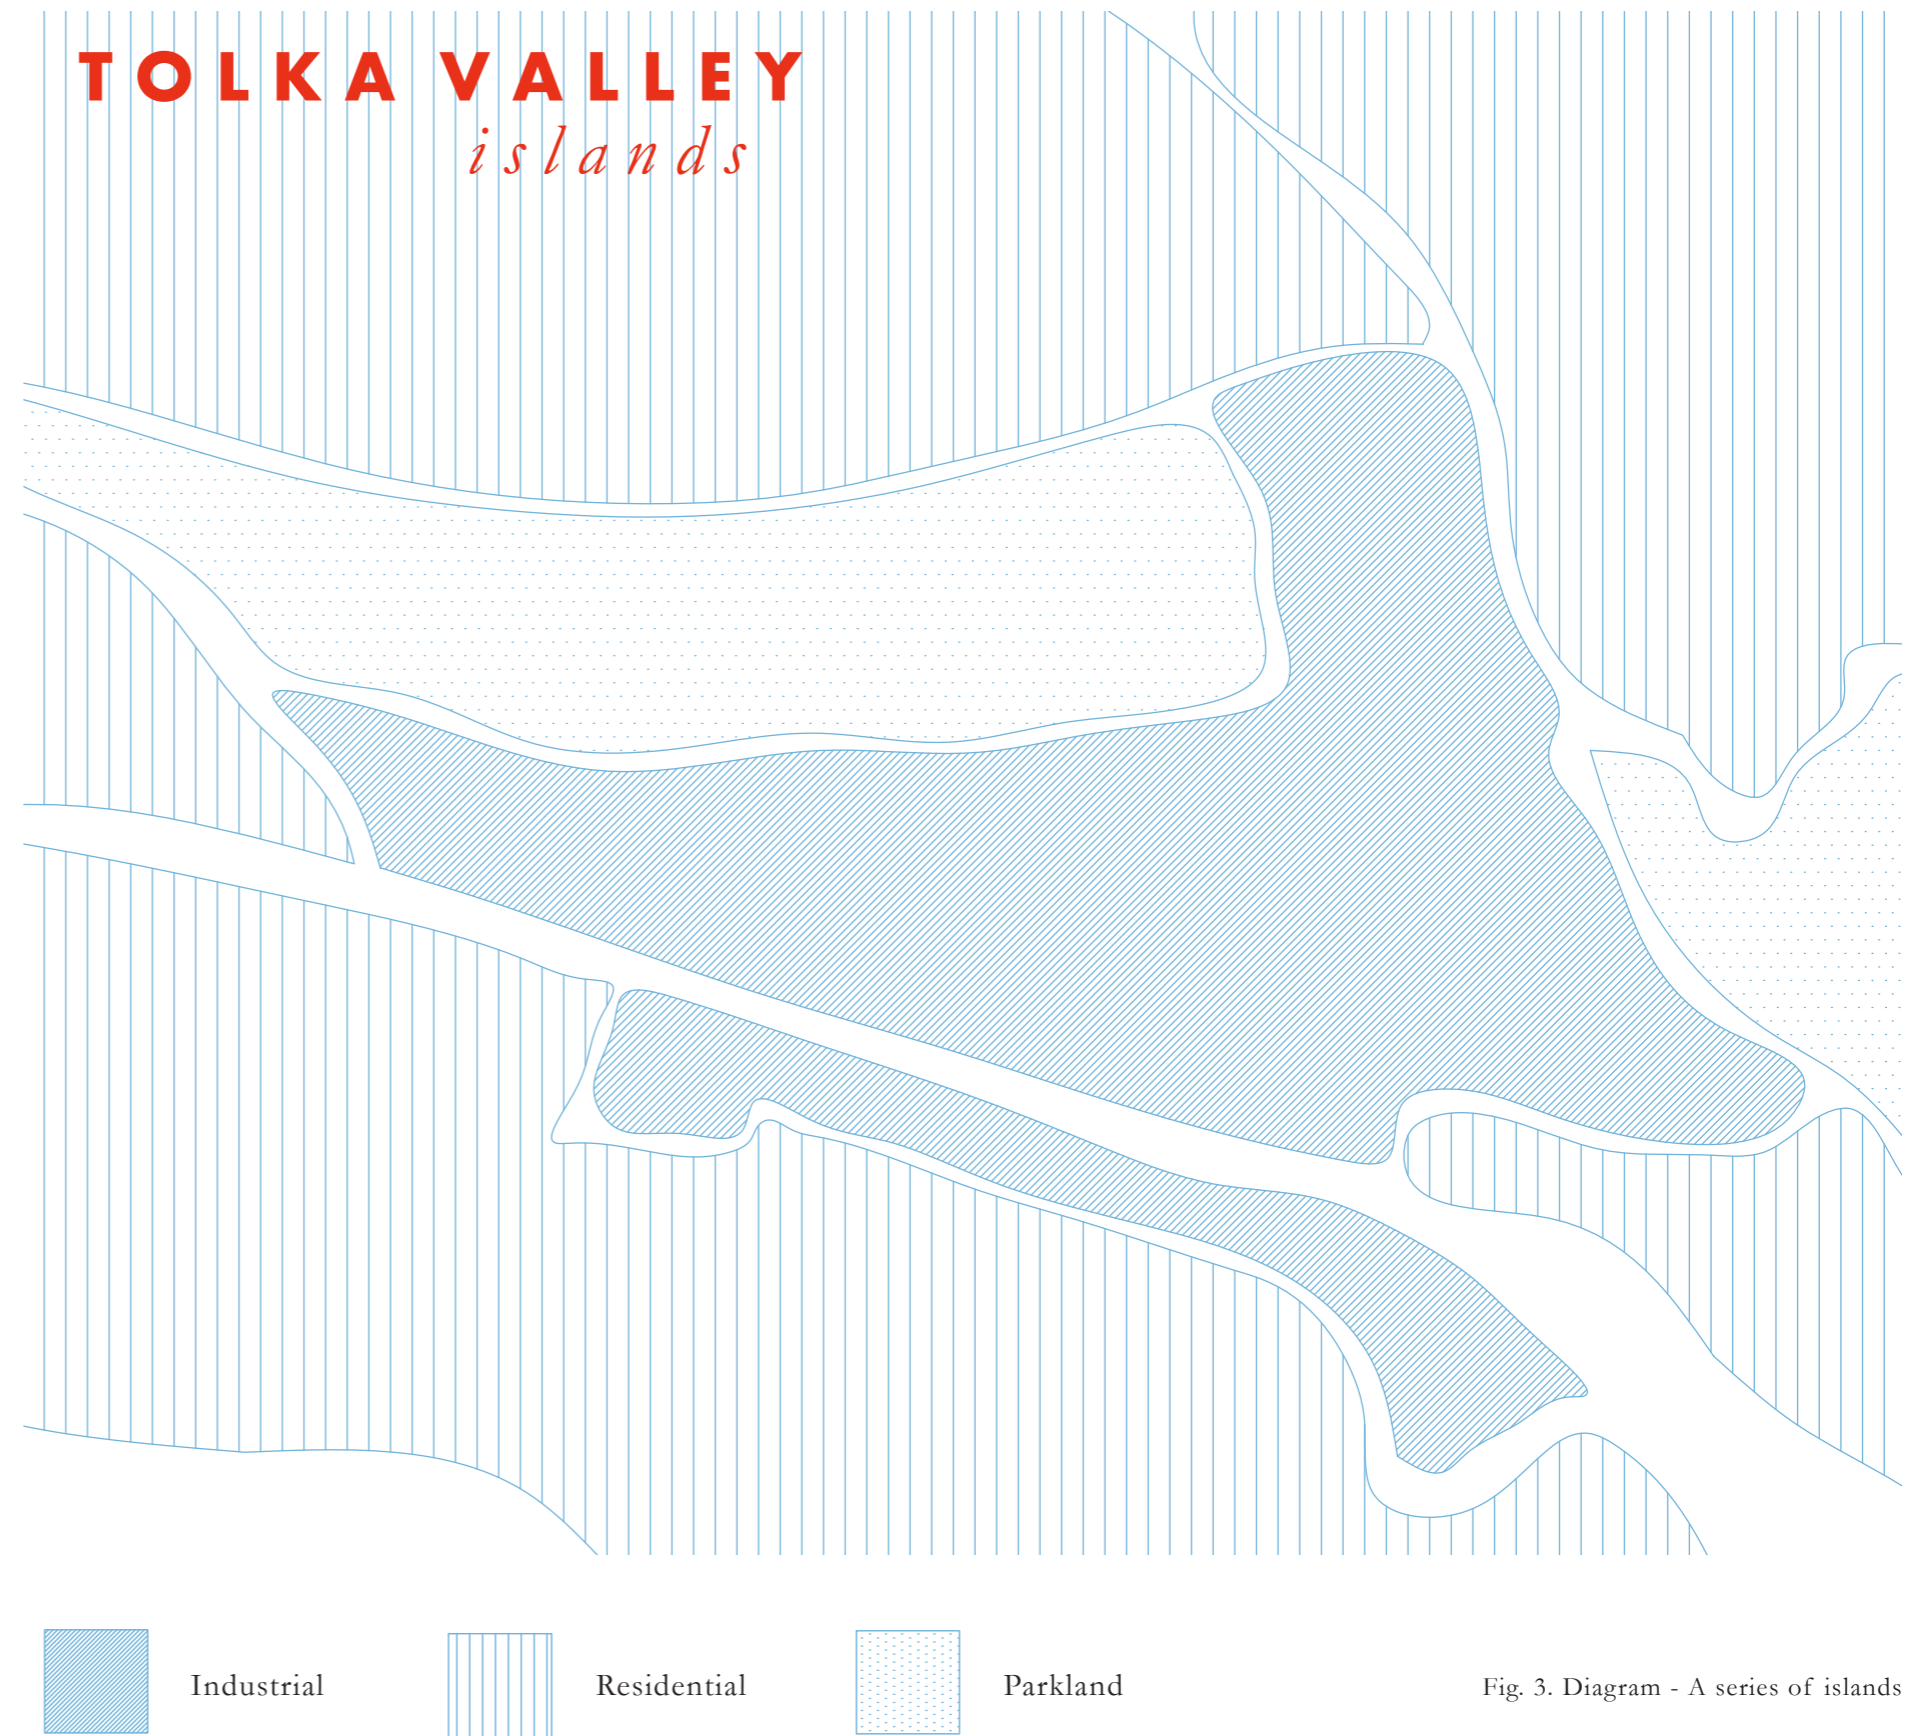 TOLKA VALLEY
islands
Industrial
Residential
Parkland
Fig. 3. Diagram - A series of islands